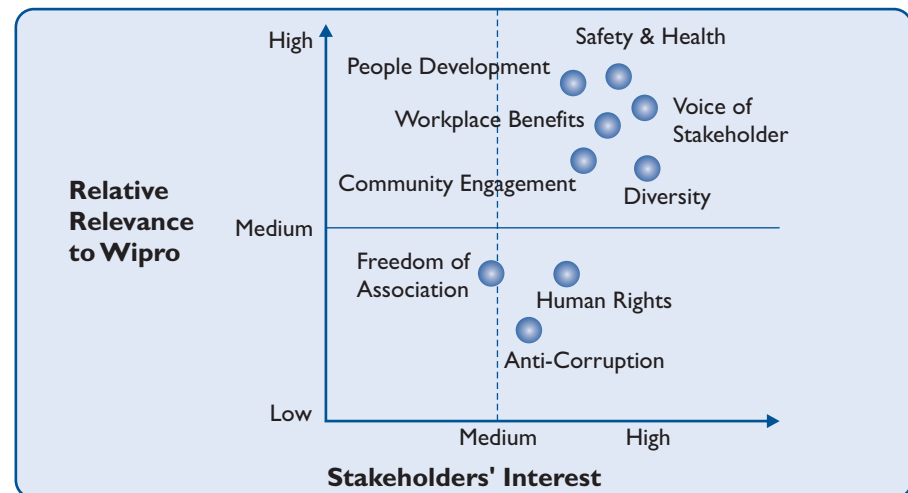 Safety & Health
High
People Development
Voice of
Stakeholder
Workplace Benefits
Community Engagement
Diversity
Relative
Relevance
to Wipro
Medium
Freedom of
Association
Human Rights
Anti-Corruption
Low
Medium
High
Stakeholders' Interest